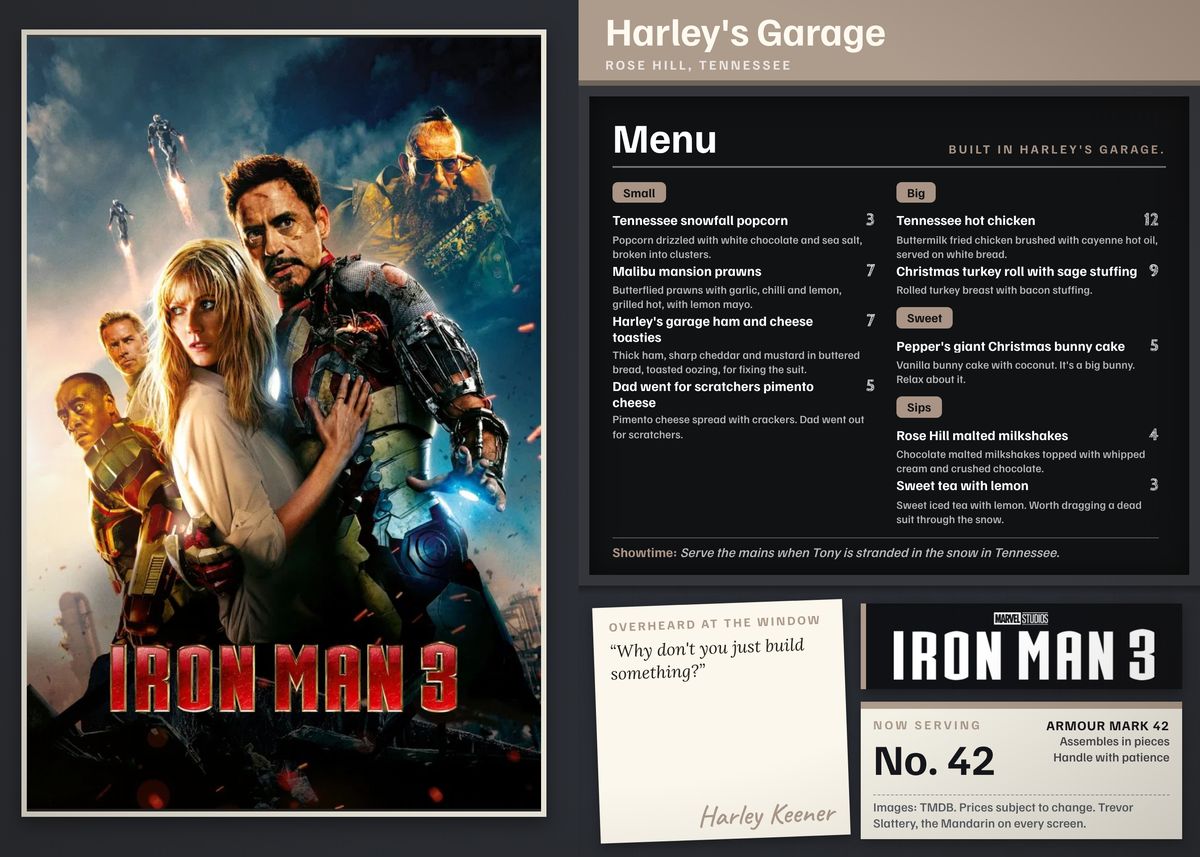 IRON MAN 3
Harley's Garage
ROSE HILL, TENNESSEE
Menu
BUILT IN HARLEY'S GARAGE.
Small
Tennessee snowfall popcorn 3
Popcorn drizzled with white chocolate and sea salt,
broken into clusters.
Malibu mansion prawns 7
Butterflied prawns with garlic, chilli and lemon,
grilled hot, with lemon mayo.
Harley's garage ham and cheese 7
toasties
Thick ham, sharp cheddar and mustard in buttered
bread, toasted oozing, for fixing the suit.
Dad went for scratchers pimento 5
cheese
Pimento cheese spread with crackers. Dad went out
for scratchers.
Big
Tennessee hot chicken 12
Buttermilk fried chicken brushed with cayenne hot oil,
served on white bread.
Christmas turkey roll with sage stuffing 9
Rolled turkey breast with bacon stuffing.
Sweet
Pepper's giant Christmas bunny cake 5
Vanilla bunny cake with coconut. It's a big bunny.
Relax about it.
Sips
Rose Hill malted milkshakes 4
Chocolate malted milkshakes topped with whipped
cream and crushed chocolate.
Sweet tea with lemon 3
Sweet iced tea with lemon. Worth dragging a dead
suit through the snow.
Showtime: Serve the mains when Tony is stranded in the snow in Tennessee.
OVERHEARD AT THE WINDOW
“Why don't you just build
something?”
Harley Keener
MARVEL STUDIOS
IRON MAN 3
NOW SERVING
No. 42
ARMOUR MARK 42
Assembles in pieces
Handle with patience
Images: TMDB. Prices subject to change. Trevor
Slattery, the Mandarin on every screen.